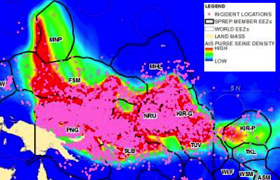 LEGEND
INCIDENT LOCATIONS
SPREP MEMBER EEZs
WORLD EEZs
LAND MASS
A/S PURSE SEINE DENSITY
HIGH
LOW
MNP
FSM
MHL
5 N
NRU
KIR-G
KIR-P
PNG
TKL
SLB
TUV
WLF
WSM
ASM